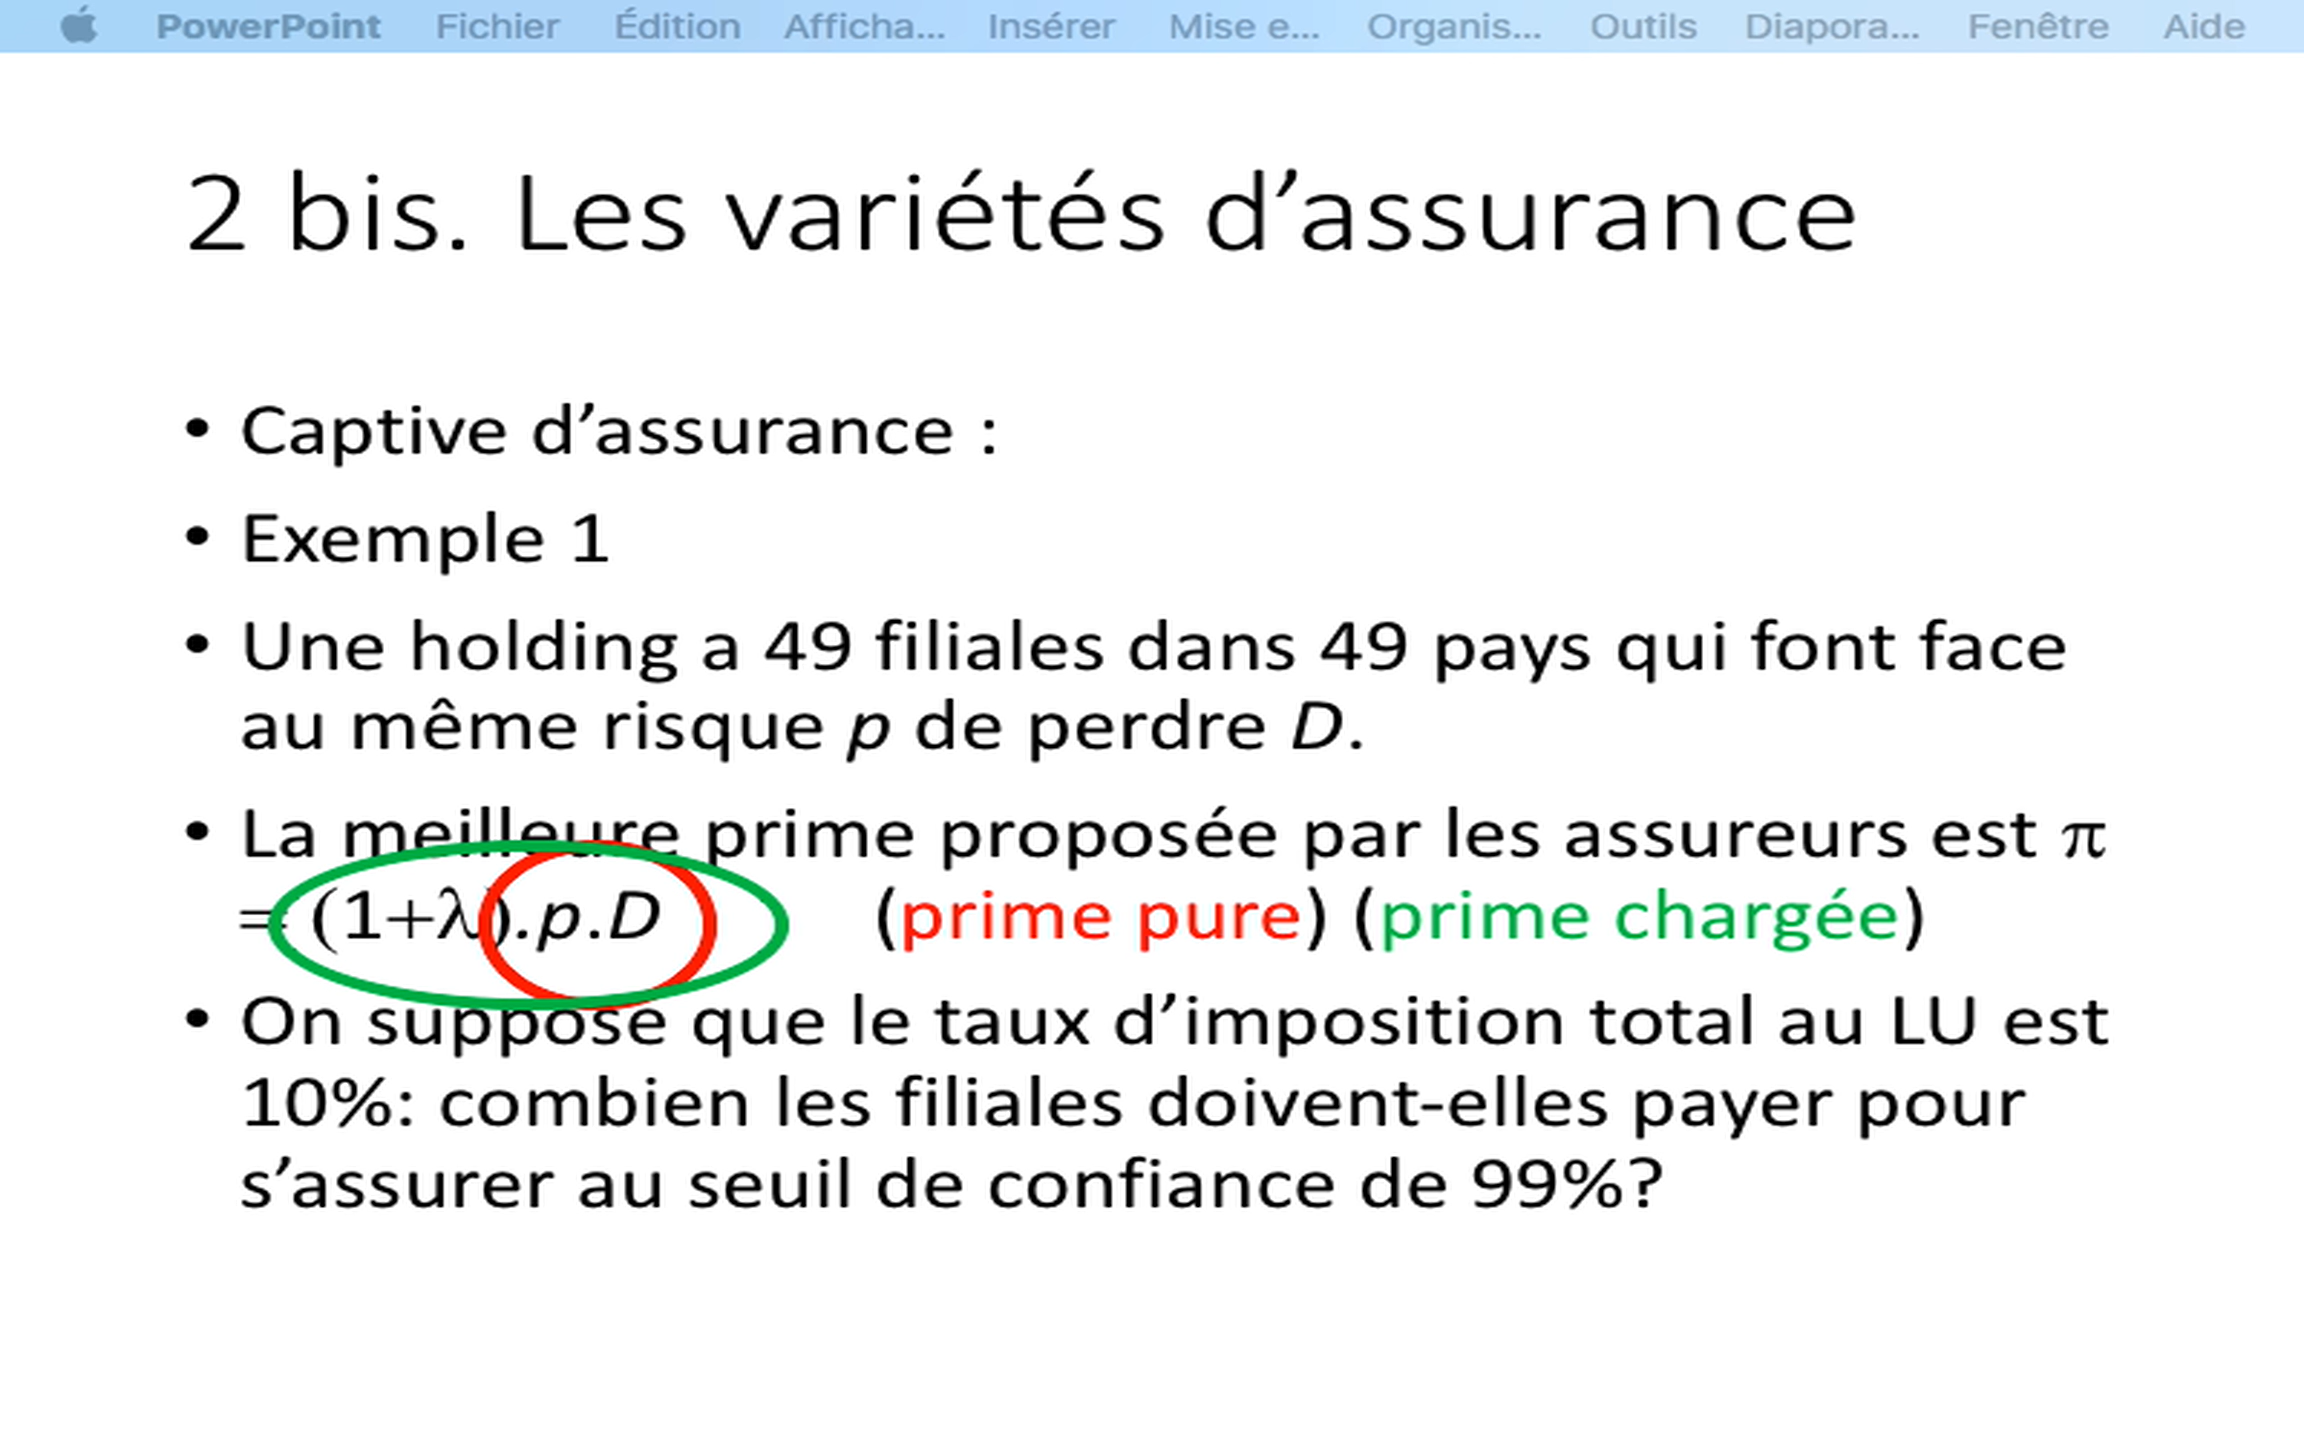 PowerPoint Fichier Édition Afficha... Insérer Mise e... Organis... Outils Diapora... Fenêtre Aide
2 bis. Les variétés d’assurance
• Captive d’assurance :
• Exemple 1
• Une holding a 49 filiales dans 49 pays qui font face
au même risque p de perdre D.
• La meilleure prime proposée par les assureurs est π
= (1+λ).p.D (prime pure) (prime chargée)
• On suppose que le taux d’imposition total au LU est
10%: combien les filiales doivent-elles payer pour
s’assurer au seuil de confiance de 99%?